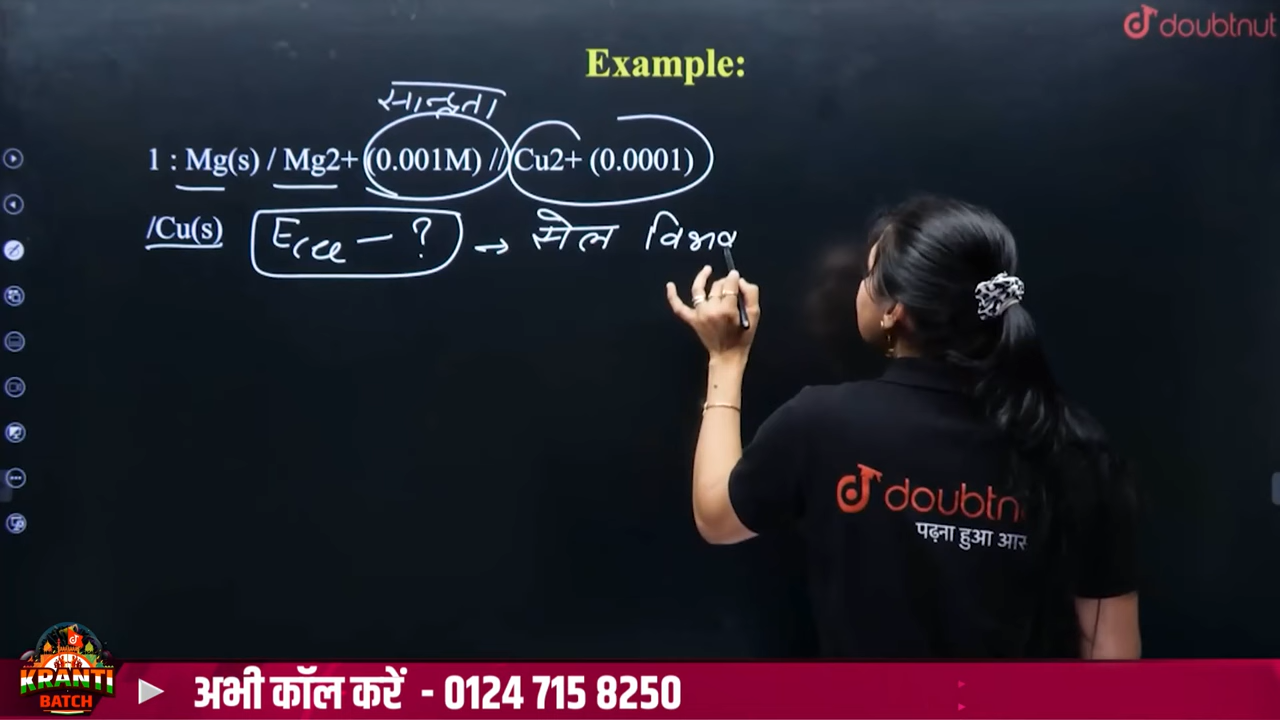 doubtnut
Example:
सान्द्रता
1 : Mg(s) / Mg2+ (0.001M) // Cu2+ (0.0001)
/Cu(s) Ecell — ? → सेल विभव
doubtn
पढ़ना हुआ आस
KRANTI
BATCH
अभी कॉल करें - 0124 715 8250